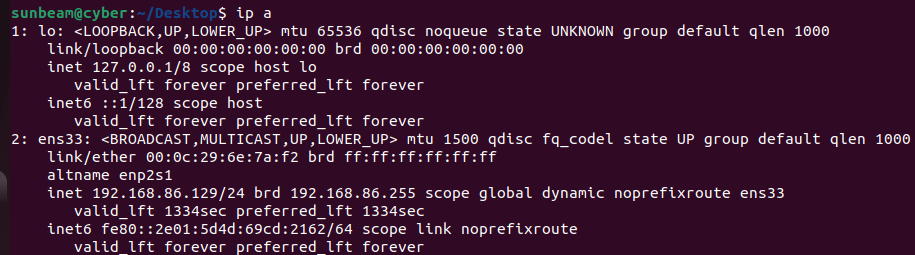 sunbeam@cyber:~/Desktop$ ip a
1: lo: <LOOPBACK,UP,LOWER_UP> mtu 65536 qdisc noqueue state UNKNOWN group default qlen 1000
    link/loopback 00:00:00:00:00:00 brd 00:00:00:00:00:00
    inet 127.0.0.1/8 scope host lo
       valid_lft forever preferred_lft forever
    inet6 ::1/128 scope host
       valid_lft forever preferred_lft forever
2: ens33: <BROADCAST,MULTICAST,UP,LOWER_UP> mtu 1500 qdisc fq_codel state UP group default qlen 1000
    link/ether 00:0c:29:6e:7a:f2 brd ff:ff:ff:ff:ff:ff
    altname enp2s1
    inet 192.168.86.129/24 brd 192.168.86.255 scope global dynamic noprefixroute ens33
       valid_lft 1334sec preferred_lft 1334sec
    inet6 fe80::2e01:5d4d:69cd:2162/64 scope link noprefixroute
       valid_lft forever preferred_lft forever